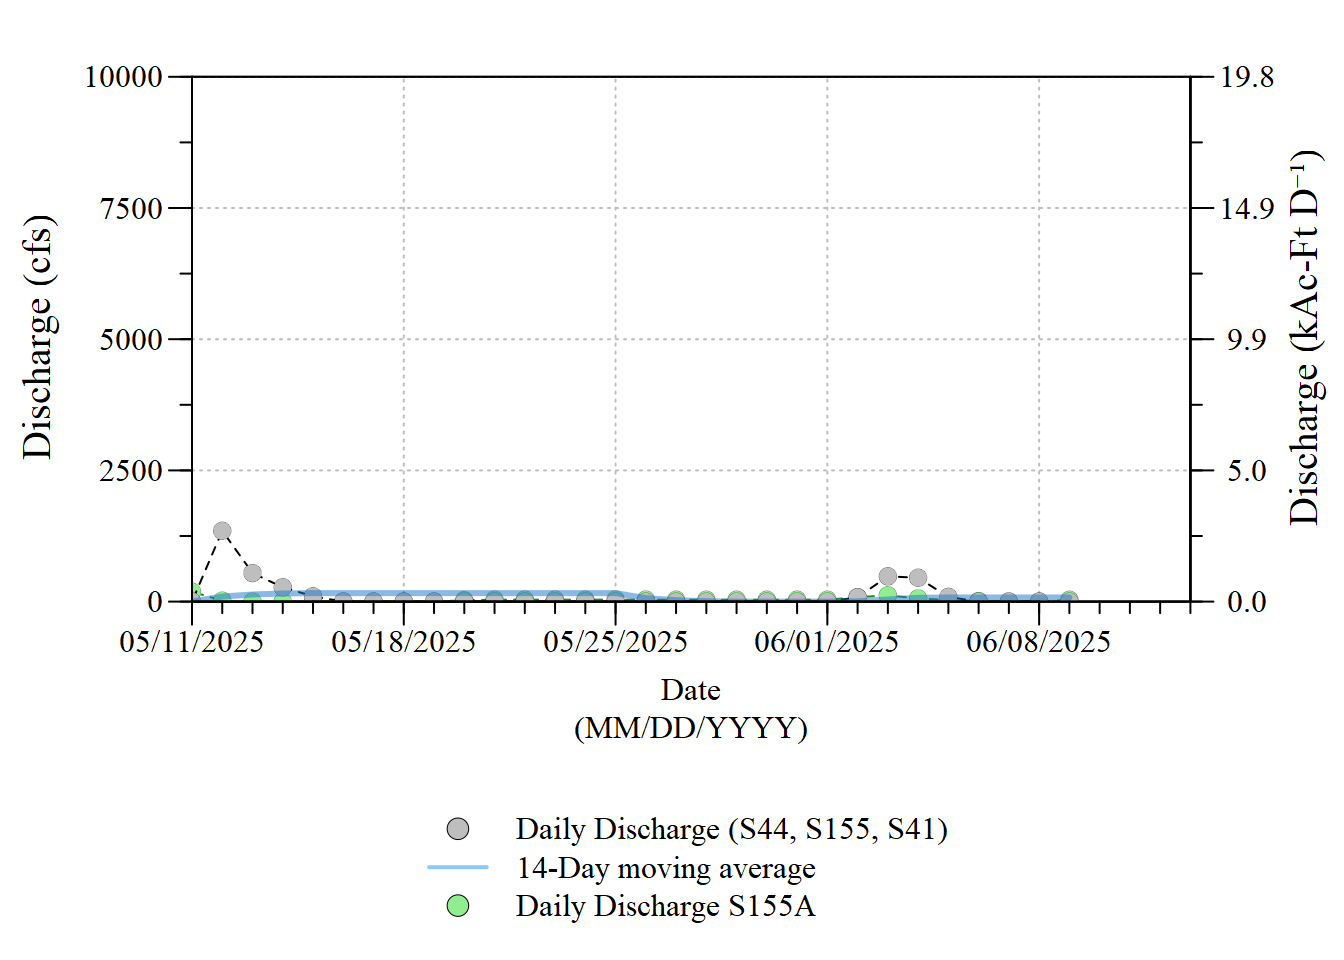 10000
7500
5000
2500
0
Discharge (cfs)
19.8
14.9
9.9
5.0
0.0
Discharge (kAc-Ft D⁻¹)
05/11/2025 05/18/2025 05/25/2025 06/01/2025 06/08/2025
Date
(MM/DD/YYYY)
Daily Discharge (S44, S155, S41)
14-Day moving average
Daily Discharge S155A